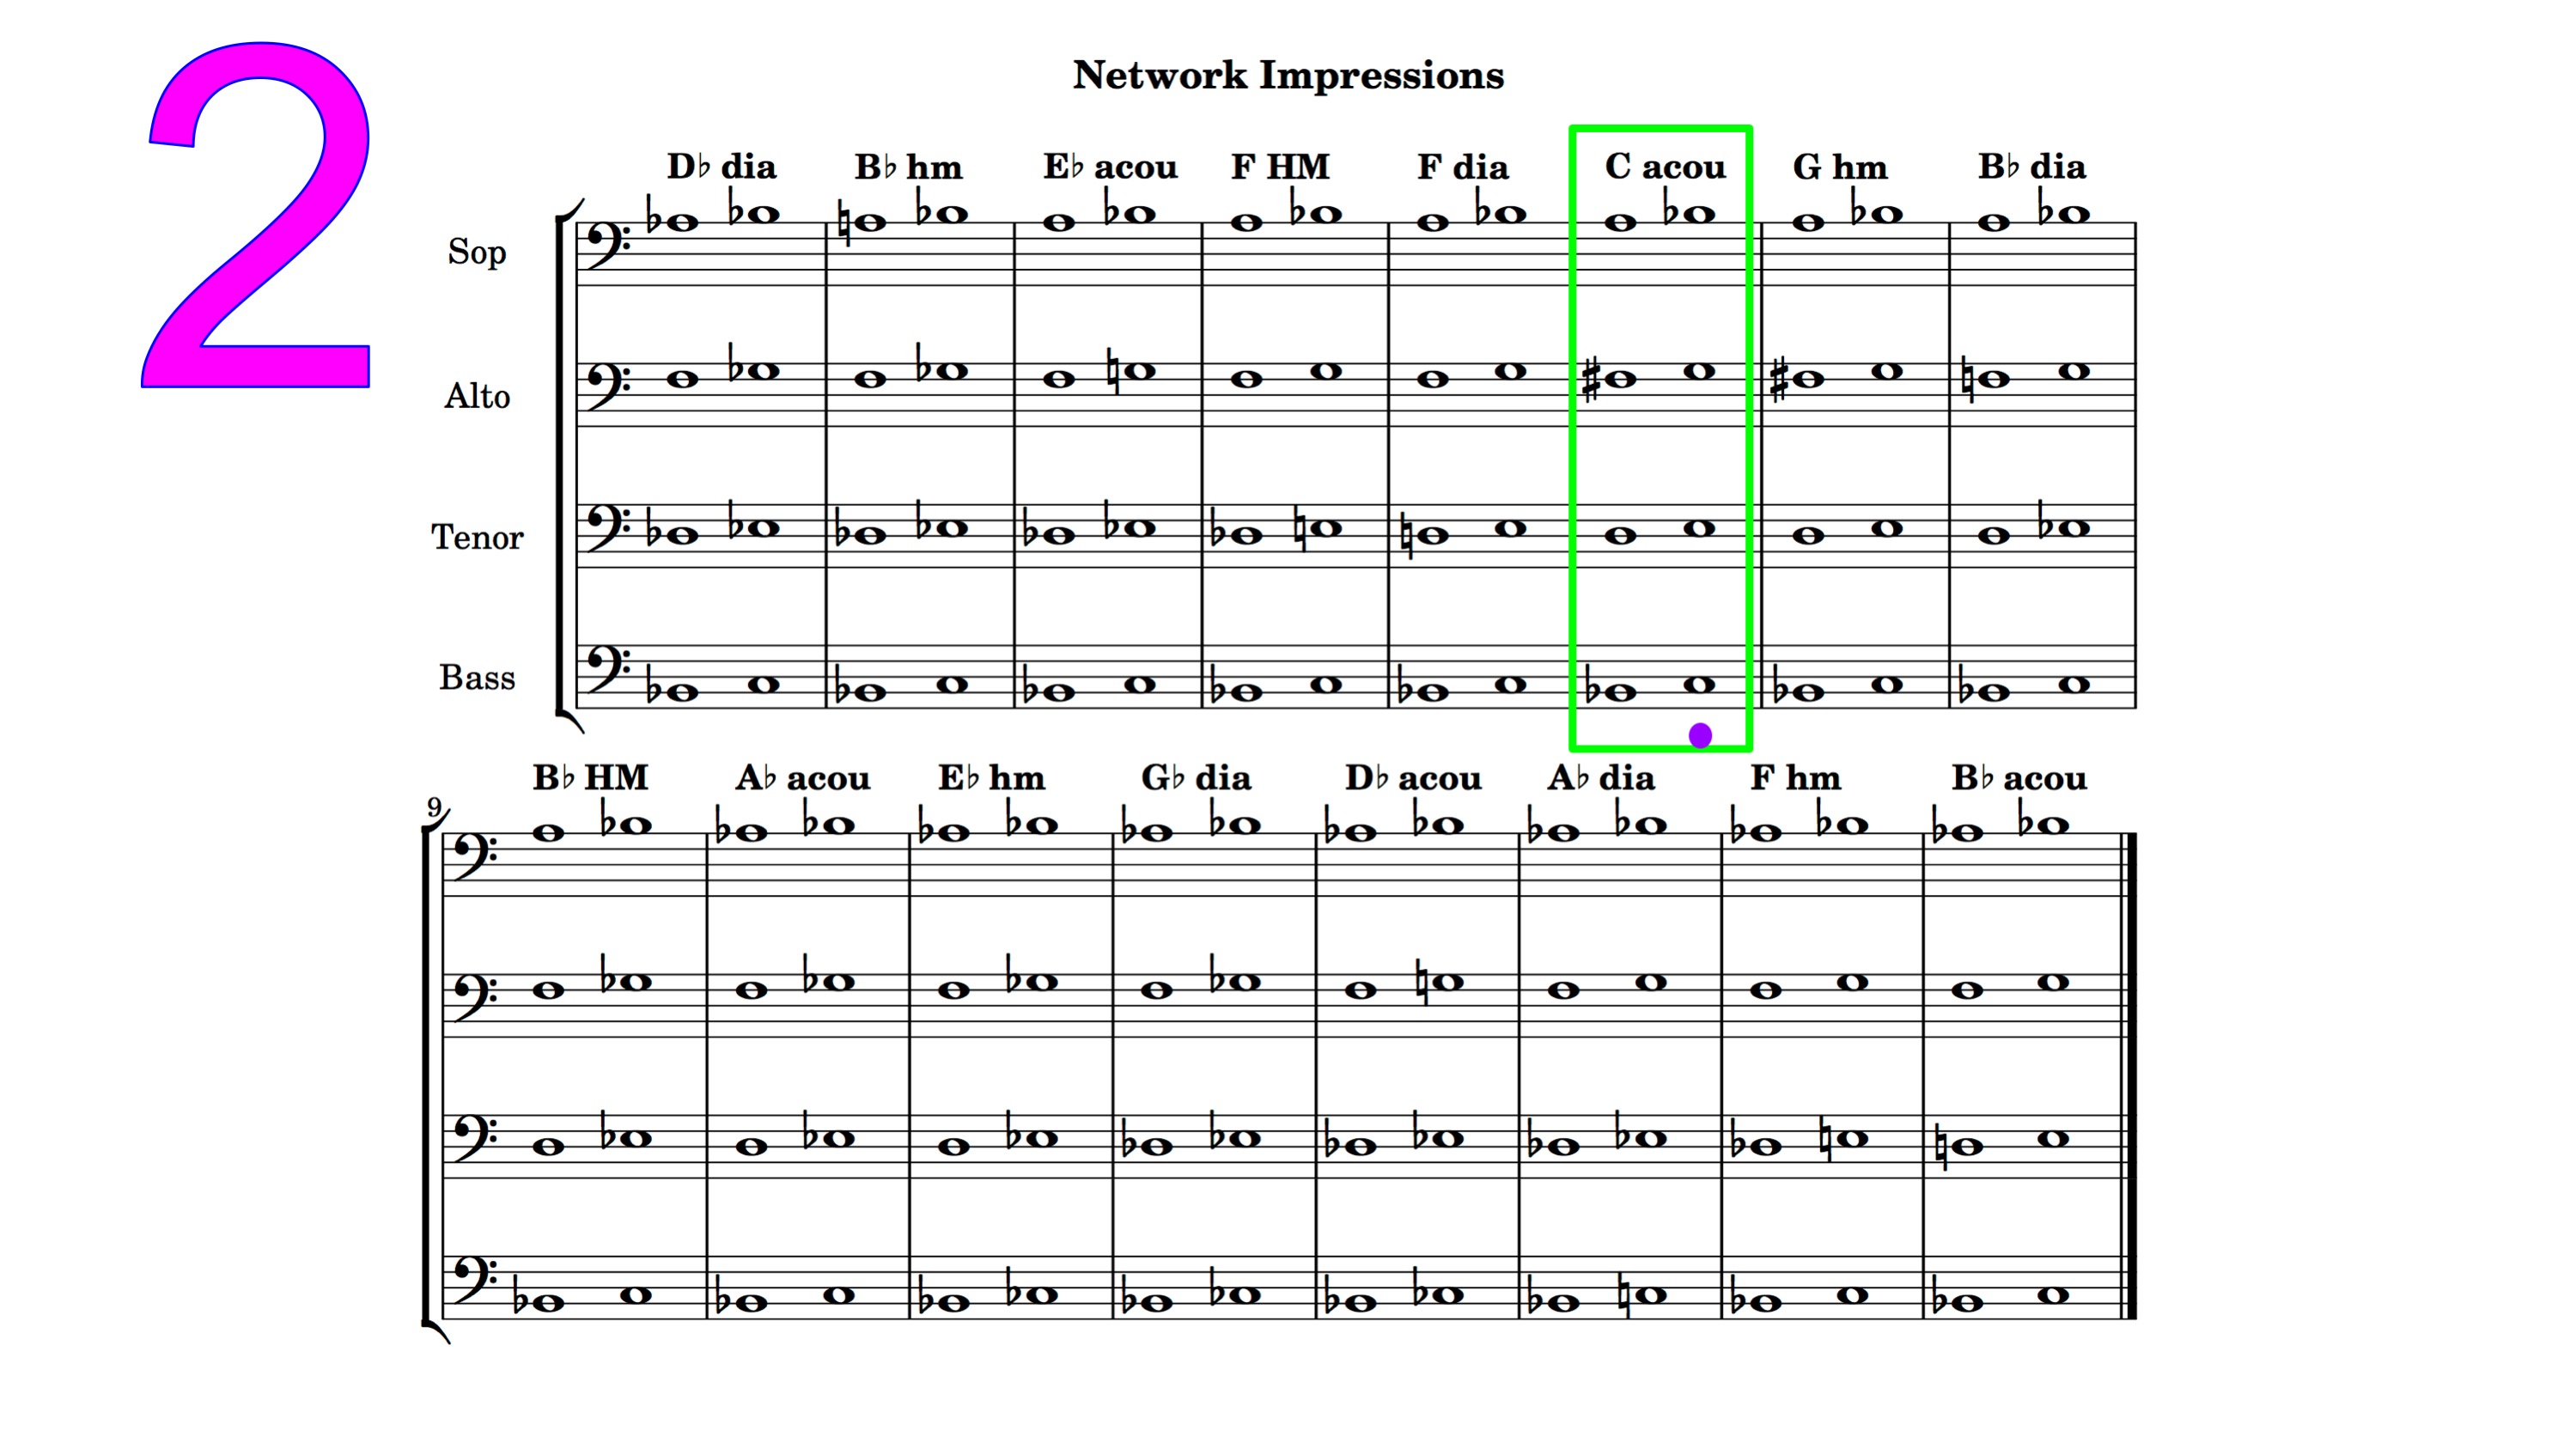 2
Network Impressions
D♭ dia B♭ hm E♭ acou F HM F dia C acou G hm B♭ dia
Sop
Alto
Tenor
Bass
B♭ HM A♭ acou E♭ hm G♭ dia D♭ acou A♭ dia F hm B♭ acou
9